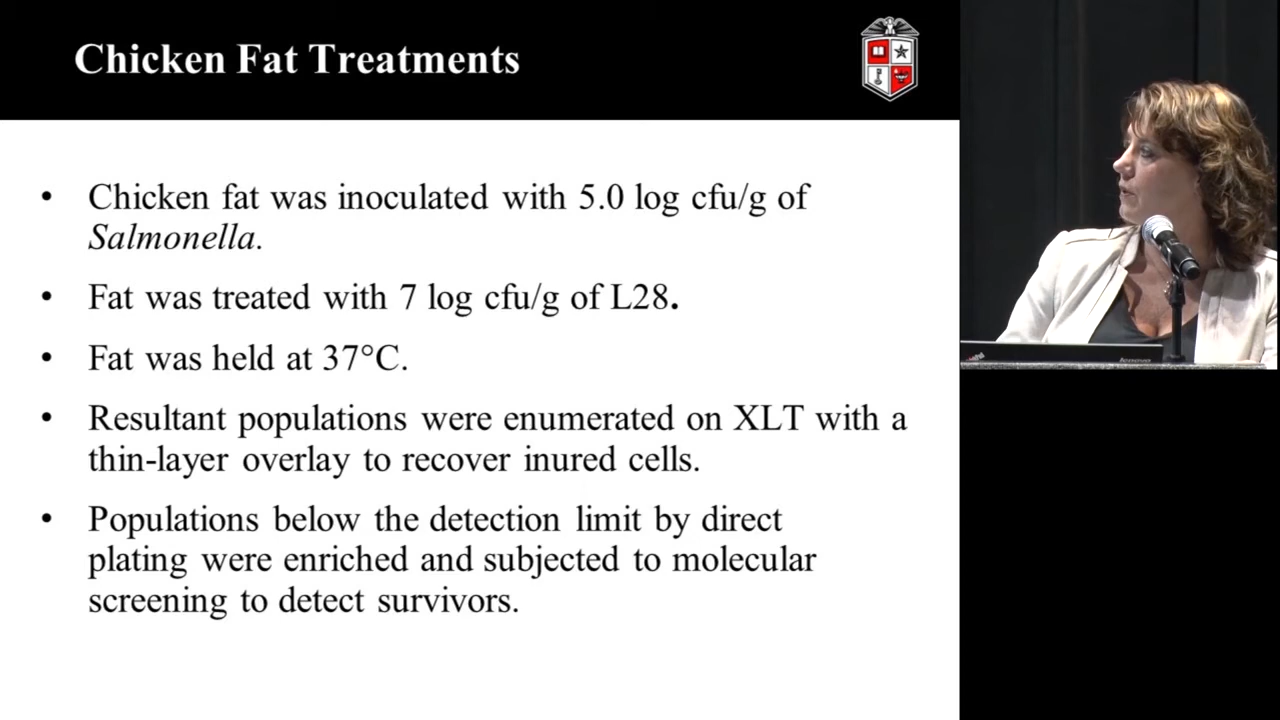 Chicken Fat Treatments
• Chicken fat was inoculated with 5.0 log cfu/g of
Salmonella.
• Fat was treated with 7 log cfu/g of L28.
• Fat was held at 37°C.
• Resultant populations were enumerated on XLT with a
thin-layer overlay to recover inured cells.
• Populations below the detection limit by direct
plating were enriched and subjected to molecular
screening to detect survivors.
lenovo